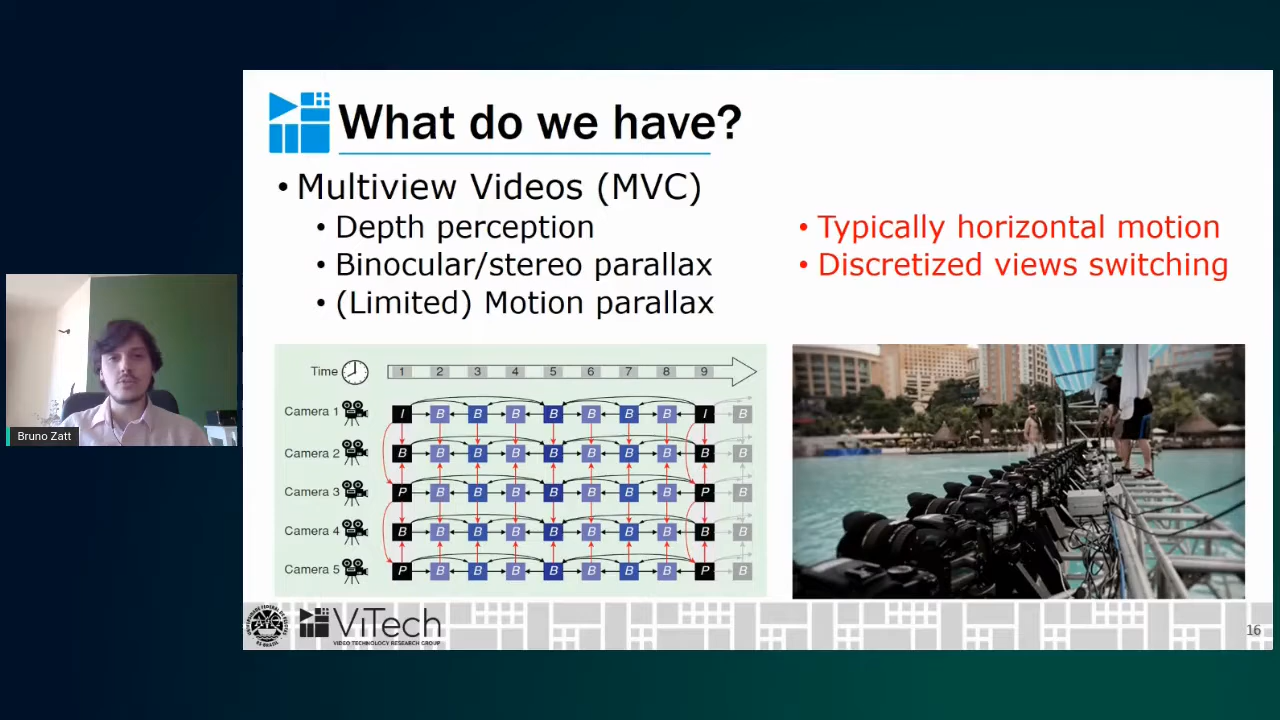 What do we have?
• Multiview Videos (MVC)
• Depth perception
• Binocular/stereo parallax
• (Limited) Motion parallax
• Typically horizontal motion
• Discretized views switching
Time 1 2 3 4 5 6 7 8 9
Camera 1 I B B B B B B B I B
Camera 2 B B B B B B B B B B
Camera 3 P B B B B B B B P B
Camera 4 B B B B B B B B B B
Camera 5 P B B B B B B B P B
Bruno Zatt
ViTech
VIDEO TECHNOLOGY RESEARCH GROUP
16